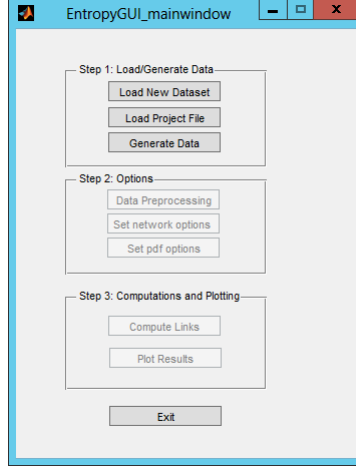 EntropyGUI_mainwindow
Step 1: Load/Generate Data
Load New Dataset
Load Project File
Generate Data
Step 2: Options
Data Preprocessing
Set network options
Set pdf options
Step 3: Computations and Plotting
Compute Links
Plot Results
Exit